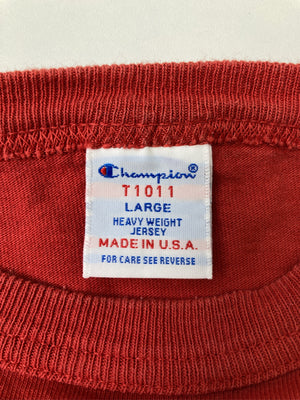 Champion®
T1011
LARGE
HEAVY WEIGHT
JERSEY
MADE IN U.S.A.
FOR CARE SEE REVERSE